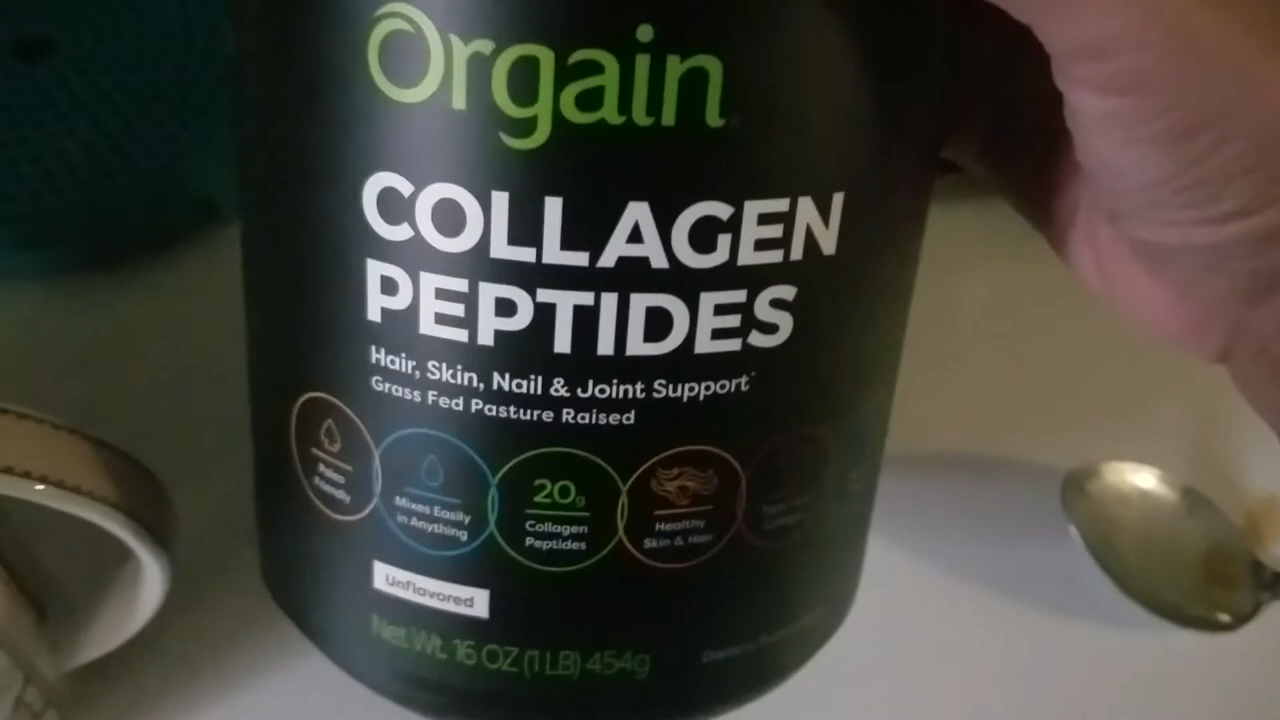 Orgain
COLLAGEN
PEPTIDES
Hair, Skin, Nail & Joint Support*
Grass Fed Pasture Raised
Paleo
Friendly
Mixes Easily
in Anything
20g
Collagen
Peptides
Healthy
Skin & Hair
Unflavored
Net Wt. 16 OZ (1 LB) 454g